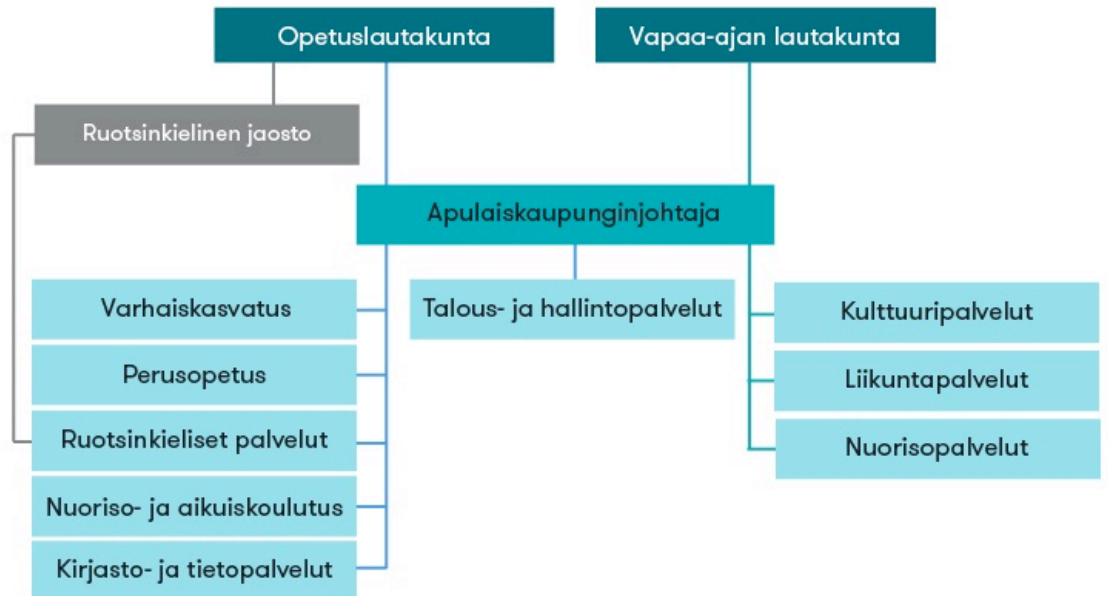 Opetuslautakunta
Vapaa-ajan lautakunta
Ruotsinkielinen jaosto
Apulaiskaupunginjohtaja
Varhaiskasvatus
Perusopetus
Ruotsinkieliset palvelut
Nuoriso- ja aikuiskoulutus
Kirjasto- ja tietopalvelut
Talous- ja hallintopalvelut
Kulttuuripalvelut
Liikuntapalvelut
Nuorisopalvelut